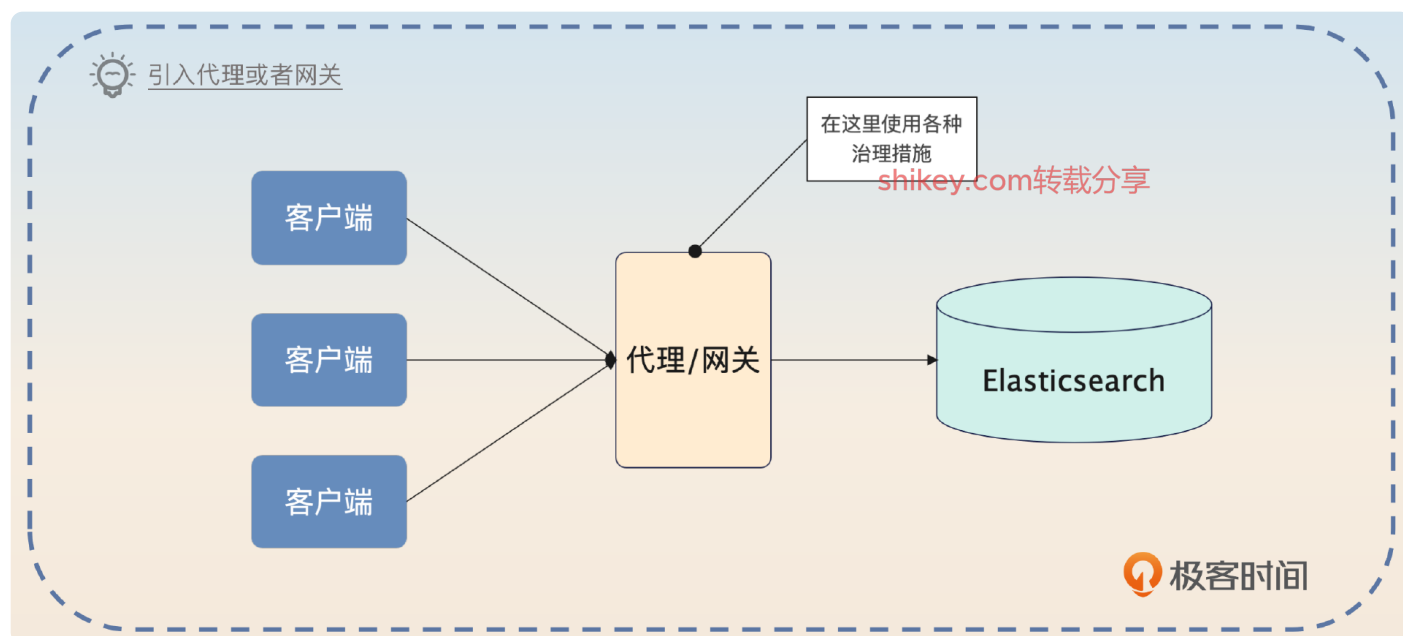 引入代理或者网关
在这里使用各种
治理措施
shikey.com转载分享
客户端
客户端
代理/网关
Elasticsearch
客户端
极客时间